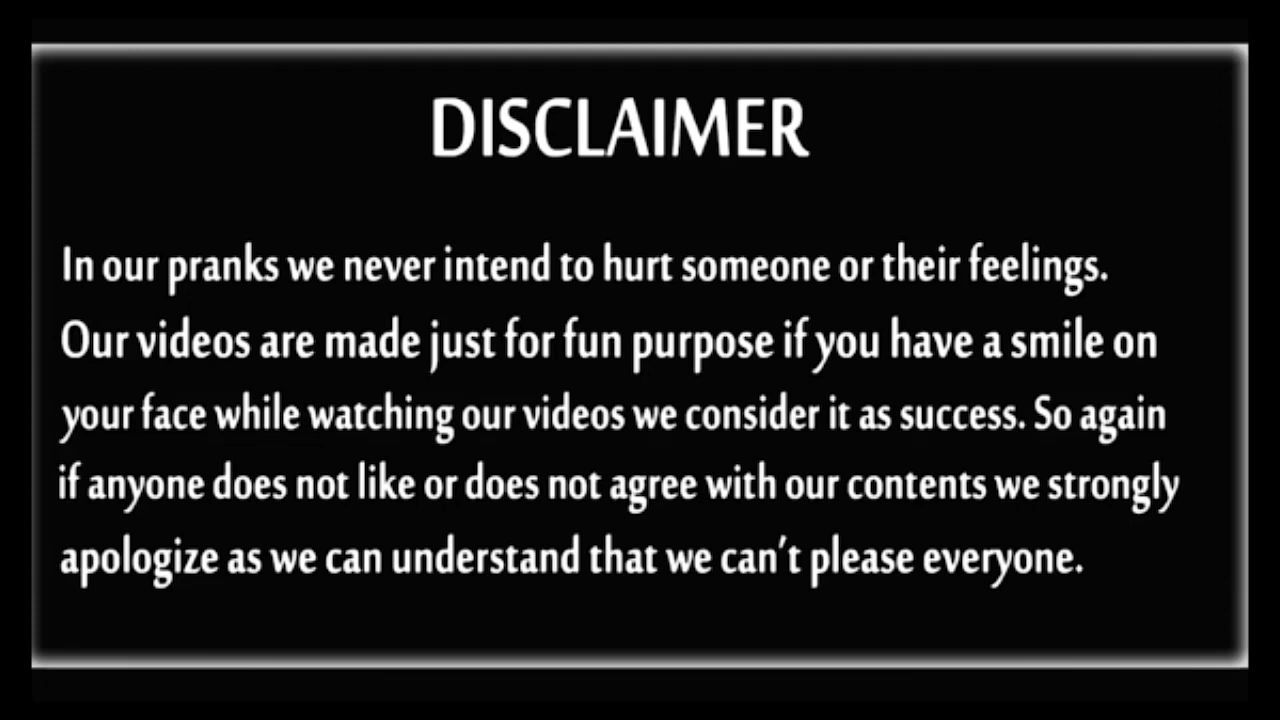 DISCLAIMER
In our pranks we never intend to hurt someone or their feelings.
Our videos are made just for fun purpose if you have a smile on
your face while watching our videos we consider it as success. So again
if anyone does not like or does not agree with our contents we strongly
apologize as we can understand that we can't please everyone.